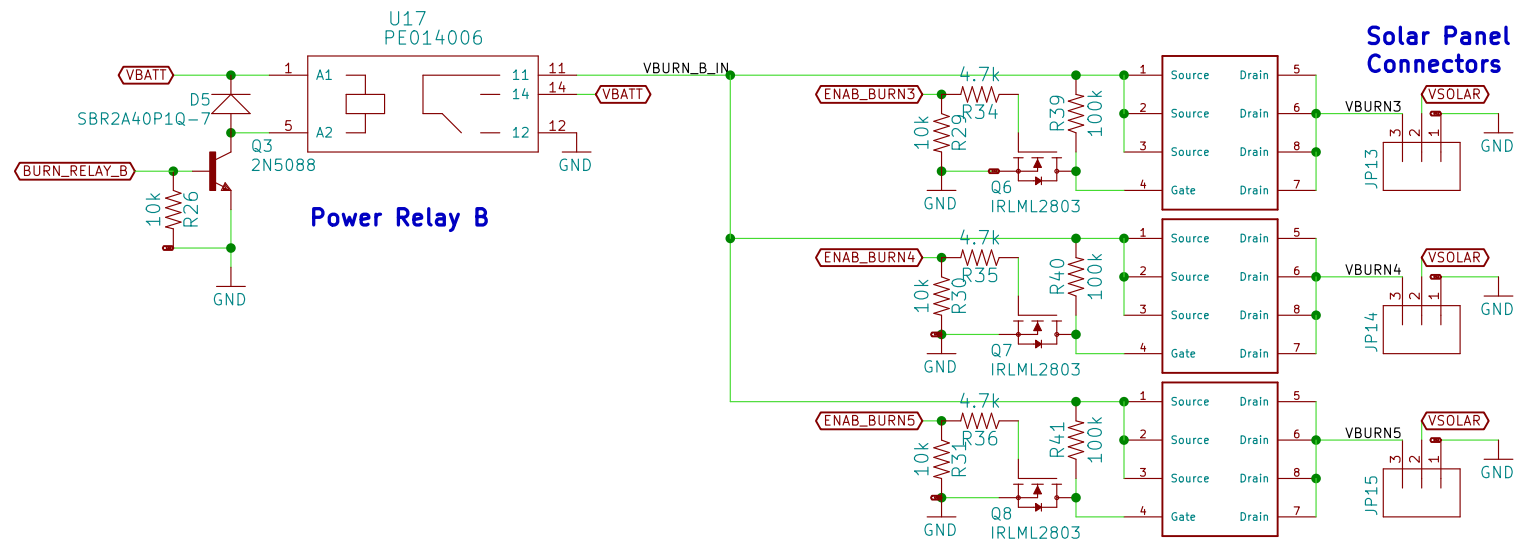 U17
PE014006
VBATT
1
A1
11
11
14
14
VBATT
D5
SBR2A40P1Q-7
5
A2
12
12
GND
Q3
2N5088
BURN_RELAY_B
10k
R26
GND
Power Relay B
VBURN_B_IN
Solar Panel
Connectors
ENAB_BURN3
4.7k
R34
10k
R29
R39
100k
GND
Q6
IRLML2803
1
Source
Drain
5
2
Source
Drain
6
3
Source
Drain
8
4
Gate
Drain
7
VBURN3
VSOLAR
3
2
1
JP13
GND
ENAB_BURN4
4.7k
R35
10k
R30
R40
100k
GND
Q7
IRLML2803
1
Source
Drain
5
2
Source
Drain
6
3
Source
Drain
8
4
Gate
Drain
7
VBURN4
VSOLAR
3
2
1
JP14
GND
ENAB_BURN5
4.7k
R36
10k
R31
R41
100k
GND
Q8
IRLML2803
1
Source
Drain
5
2
Source
Drain
6
3
Source
Drain
8
4
Gate
Drain
7
VBURN5
VSOLAR
3
2
1
JP15
GND